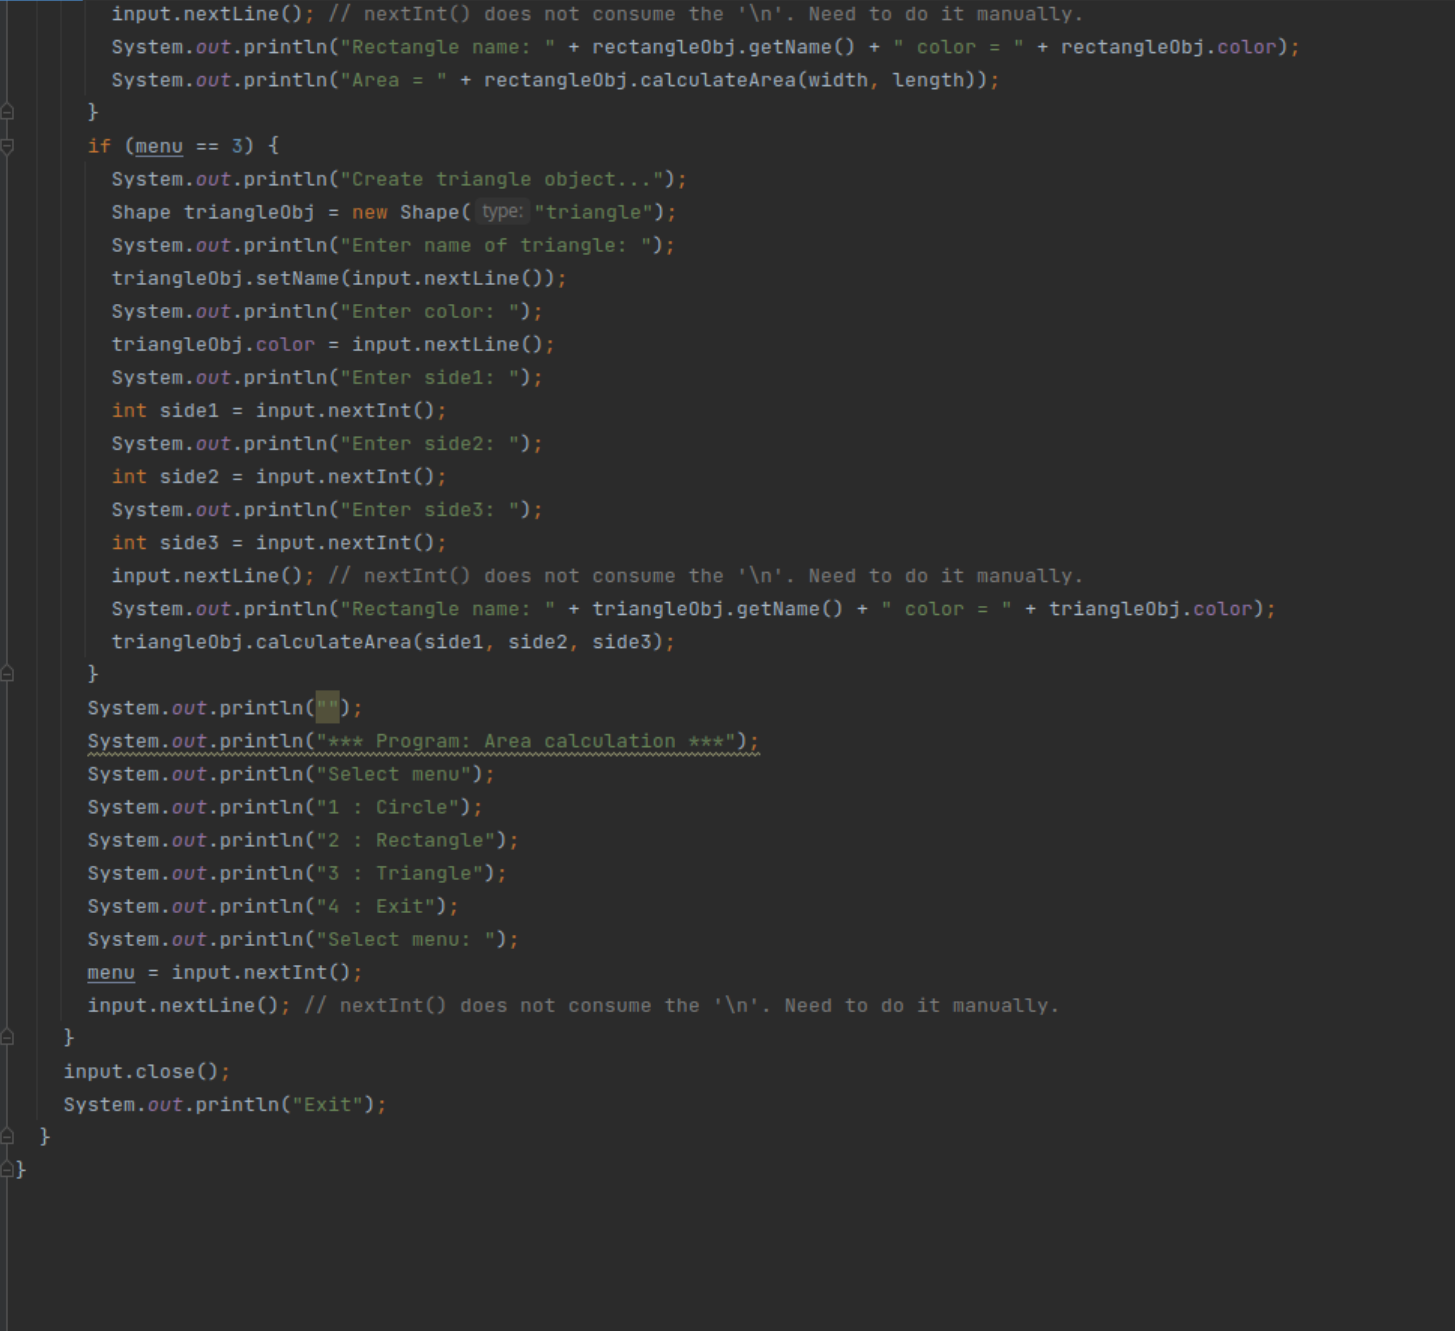 input.nextLine(); // nextInt() does not consume the '\n'. Need to do it manually.
System.out.println("Rectangle name: " + rectangleObj.getName() + " color = " + rectangleObj.color);
System.out.println("Area = " + rectangleObj.calculateArea(width, length));
}
if (menu == 3) {
System.out.println("Create triangle object...");
Shape triangleObj = new Shape( type: "triangle");
System.out.println("Enter name of triangle: ");
triangleObj.setName(input.nextLine());
System.out.println("Enter color: ");
triangleObj.color = input.nextLine();
System.out.println("Enter side1: ");
int side1 = input.nextInt();
System.out.println("Enter side2: ");
int side2 = input.nextInt();
System.out.println("Enter side3: ");
int side3 = input.nextInt();
input.nextLine(); // nextInt() does not consume the '\n'. Need to do it manually.
System.out.println("Rectangle name: " + triangleObj.getName() + " color = " + triangleObj.color);
triangleObj.calculateArea(side1, side2, side3);
}
System.out.println("");
System.out.println("*** Program: Area calculation ***");
System.out.println("Select menu");
System.out.println("1 : Circle");
System.out.println("2 : Rectangle");
System.out.println("3 : Triangle");
System.out.println("4 : Exit");
System.out.println("Select menu: ");
menu = input.nextInt();
input.nextLine(); // nextInt() does not consume the '\n'. Need to do it manually.
}
input.close();
System.out.println("Exit");
}
}